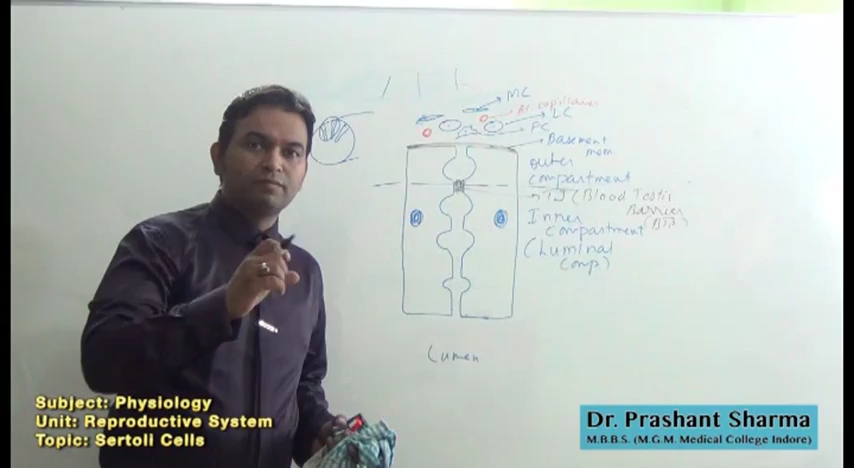 MC
Bl. capillaries
LC
FC
Basement
mem
outer
compartment
TJ (Blood Testis
Barrier
(BTB)
Inner
compartment
(Luminal
comp)
Lumen
Subject: Physiology
Unit: Reproductive System
Topic: Sertoli Cells
Dr. Prashant Sharma
M.B.B.S. (M.G.M. Medical College Indore)